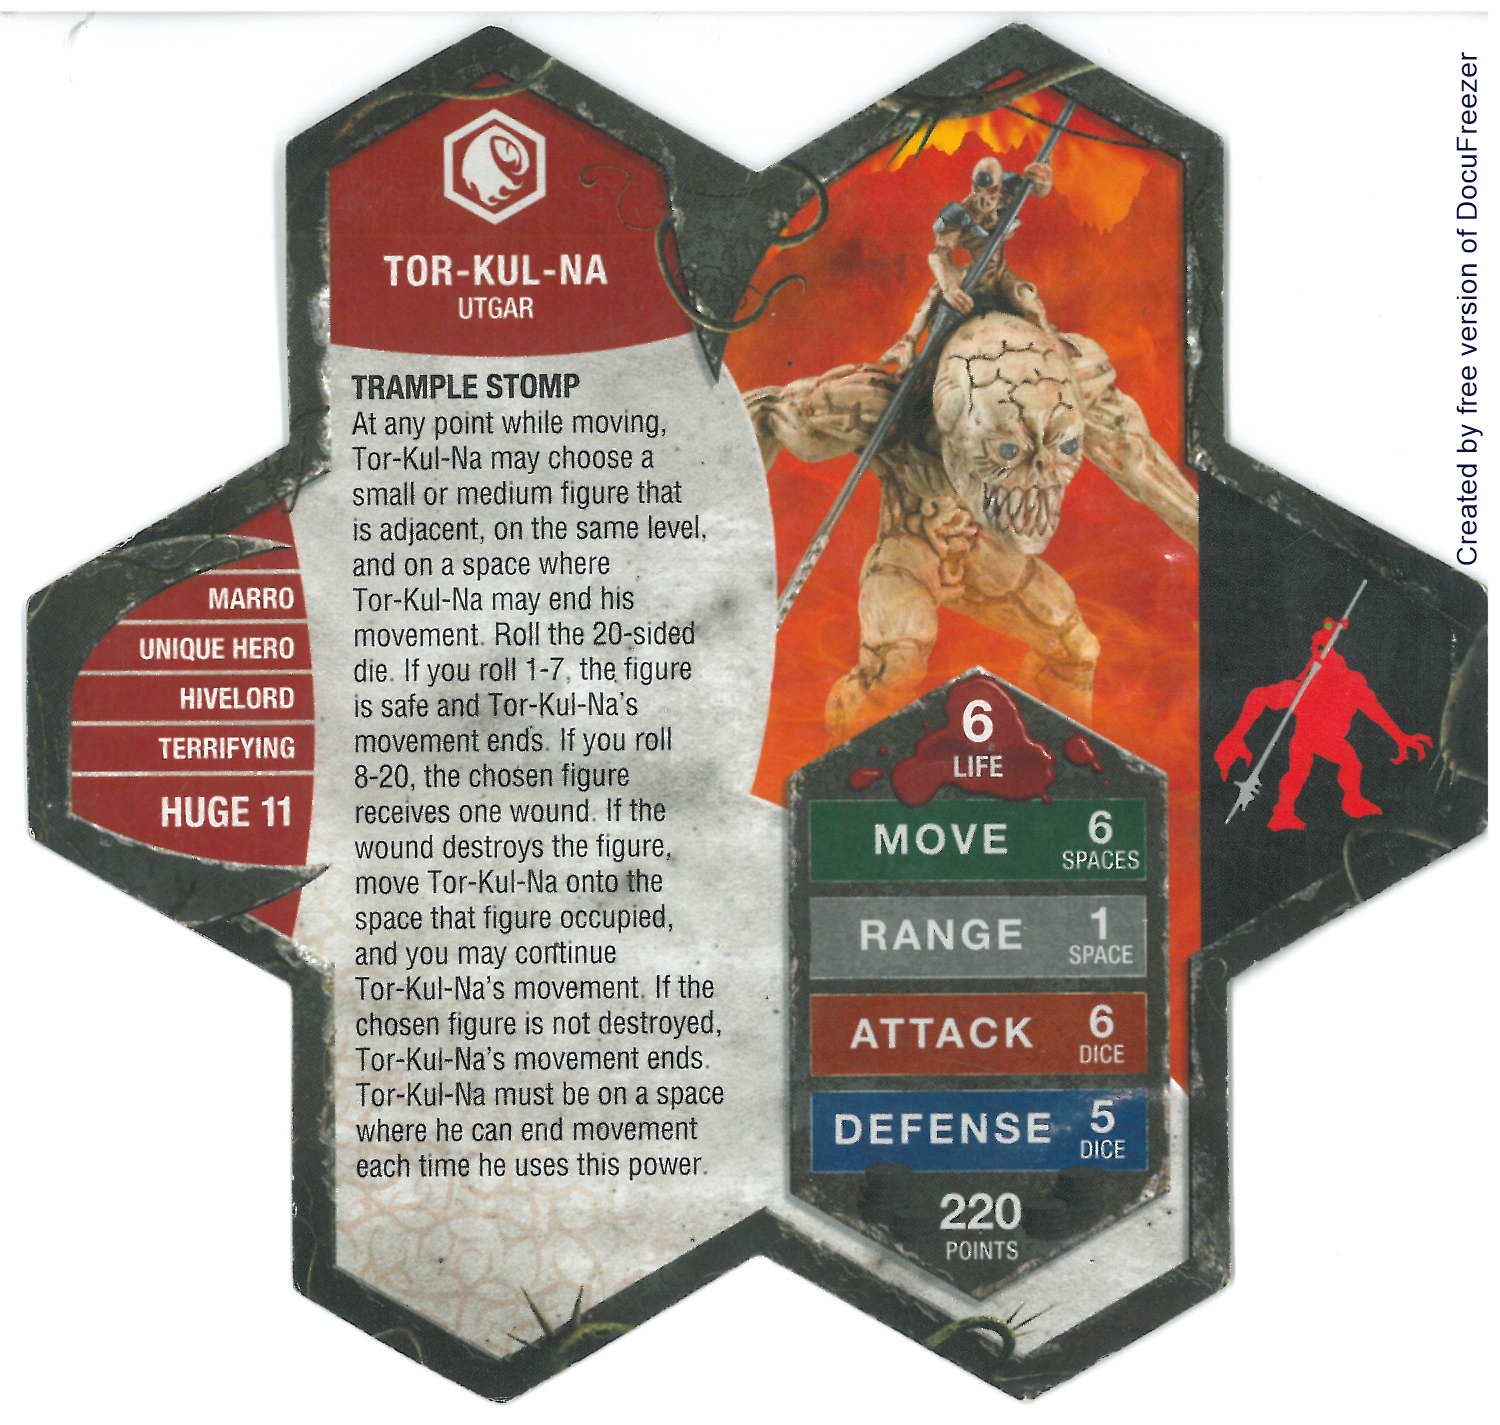 TOR-KUL-NA
UTGAR
TRAMPLE STOMP
At any point while moving,
Tor-Kul-Na may choose a
small or medium figure that
is adjacent, on the same level,
and on a space where
Tor-Kul-Na may end his
movement. Roll the 20-sided
die. If you roll 1-7, the figure
is safe and Tor-Kul-Na's
movement ends. If you roll
8-20, the chosen figure
receives one wound. If the
wound destroys the figure,
move Tor-Kul-Na onto the
space that figure occupied,
and you may continue
Tor-Kul-Na's movement. If the
chosen figure is not destroyed,
Tor-Kul-Na's movement ends.
Tor-Kul-Na must be on a space
where he can end movement
each time he uses this power.
MARRO
UNIQUE HERO
HIVELORD
TERRIFYING
HUGE 11
6
LIFE
MOVE 6
SPACES
RANGE 1
SPACE
ATTACK 6
DICE
DEFENSE 5
DICE
220
POINTS
Created by free version of DocuFreezer